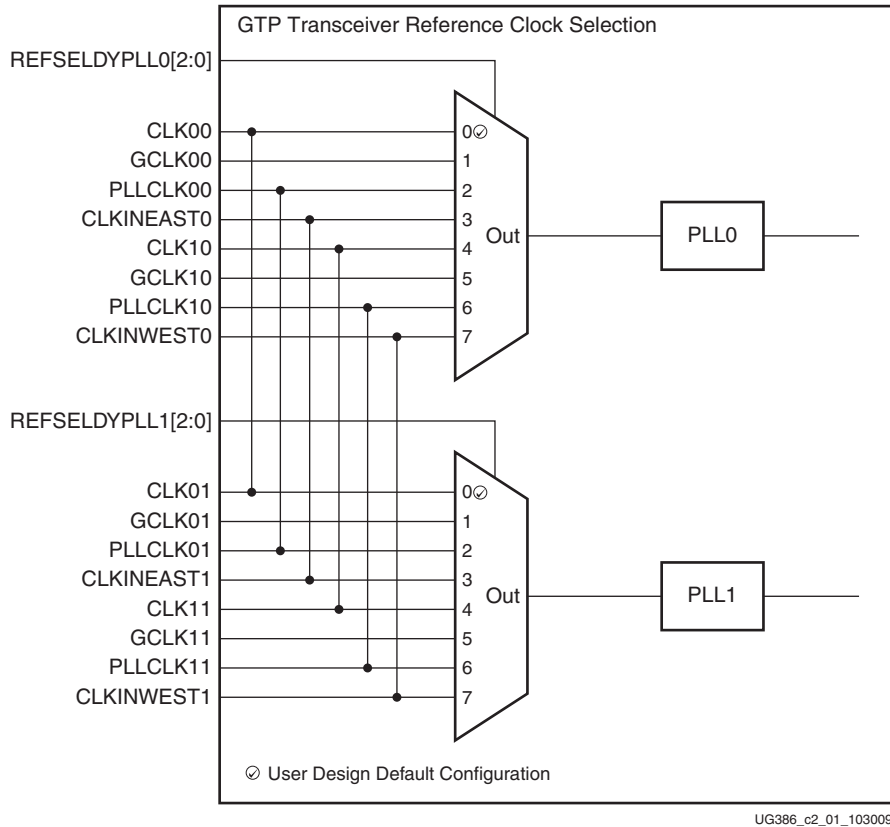 GTP Transceiver Reference Clock Selection
REFSELDYPLL0[2:0]
CLK00
GCLK00
PLLCLK00
CLKINEAST0
CLK10
GCLK10
PLLCLK10
CLKINWEST0
0
1
2
3
4
5
6
7
Out
PLL0
REFSELDYPLL1[2:0]
CLK01
GCLK01
PLLCLK01
CLKINEAST1
CLK11
GCLK11
PLLCLK11
CLKINWEST1
0
1
2
3
4
5
6
7
Out
PLL1
User Design Default Configuration
UG386_c2_01_103009